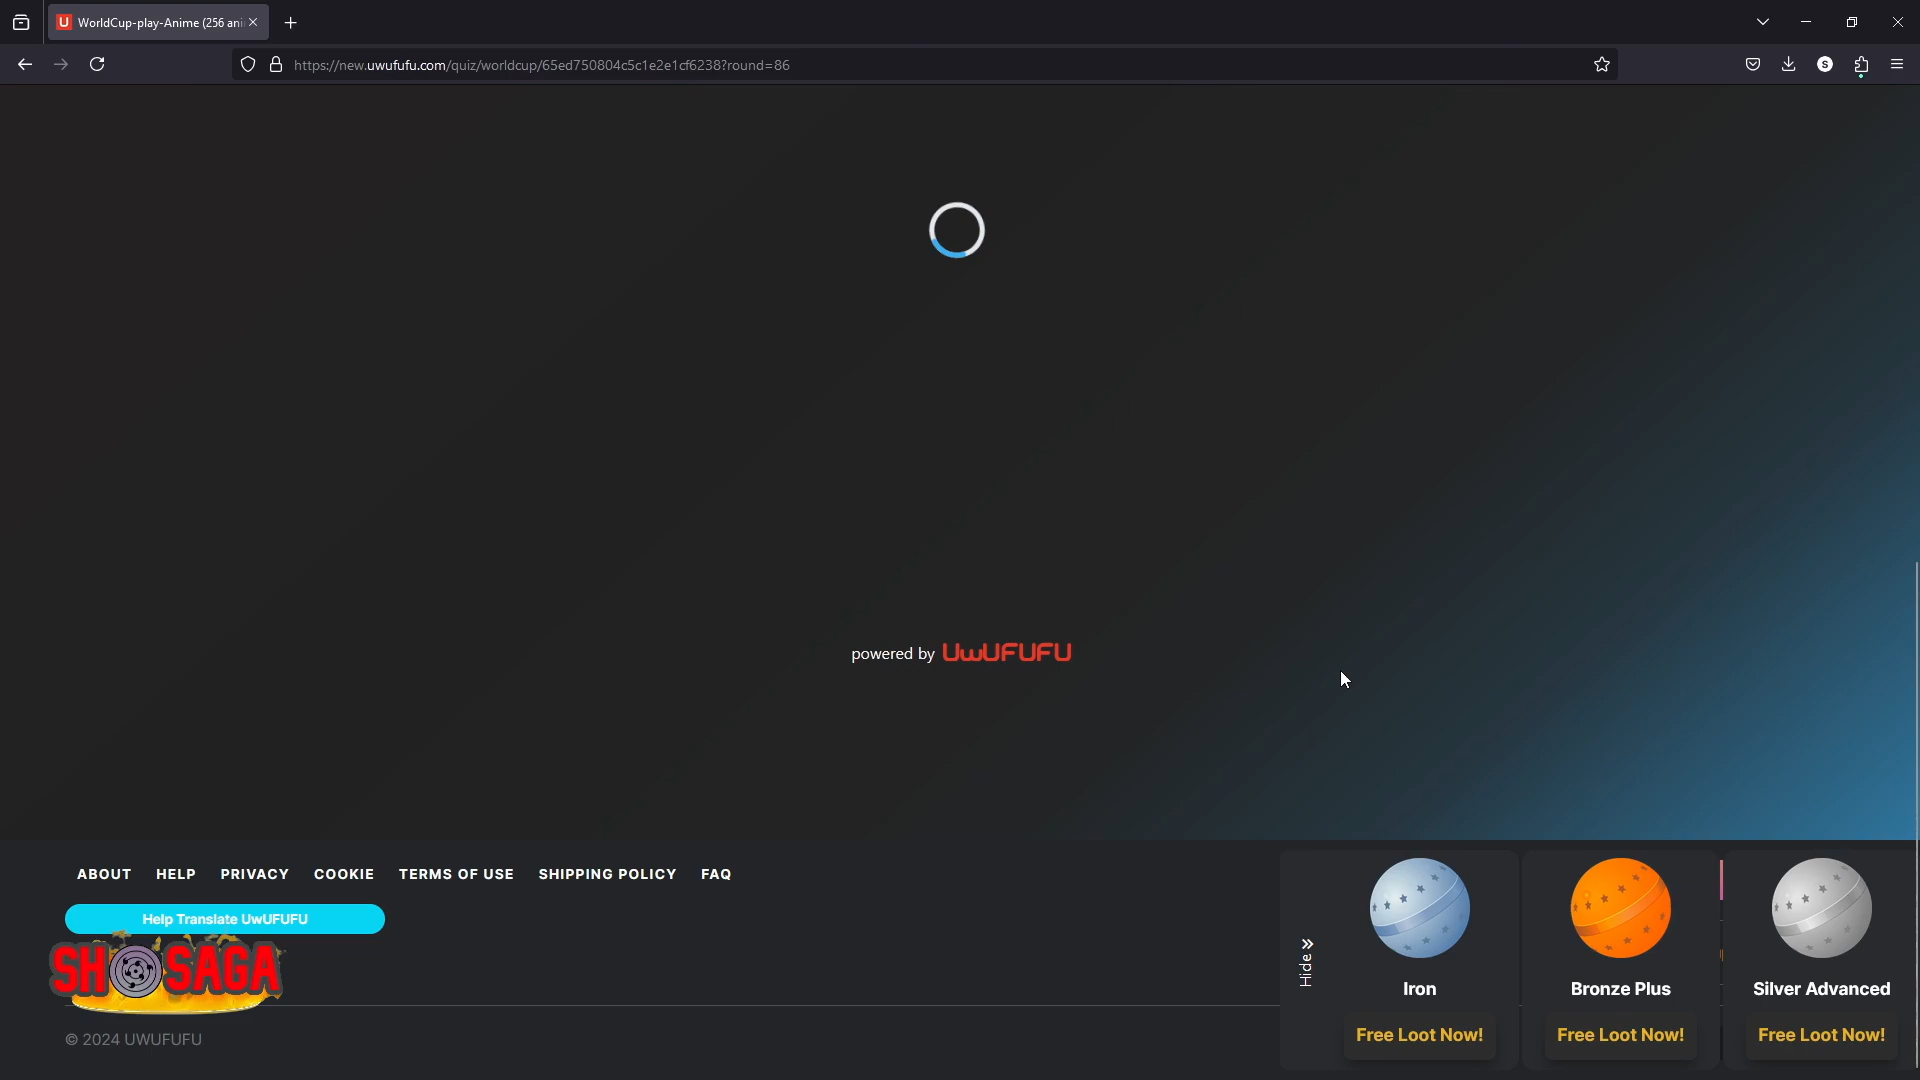 WorldCup-play-Anime (256 ani
https://new.uwufufu.com/quiz/worldcup/65ed750804c5c1e2e1cf6238?round=86
S
powered by UwUFUFU
ABOUT HELP PRIVACY COOKIE TERMS OF USE SHIPPING POLICY FAQ
Help Translate UwUFUFU
SHOSAGA
© 2024 UWUFUFU
Hide
Iron
Free Loot Now!
Bronze Plus
Free Loot Now!
Silver Advanced
Free Loot Now!